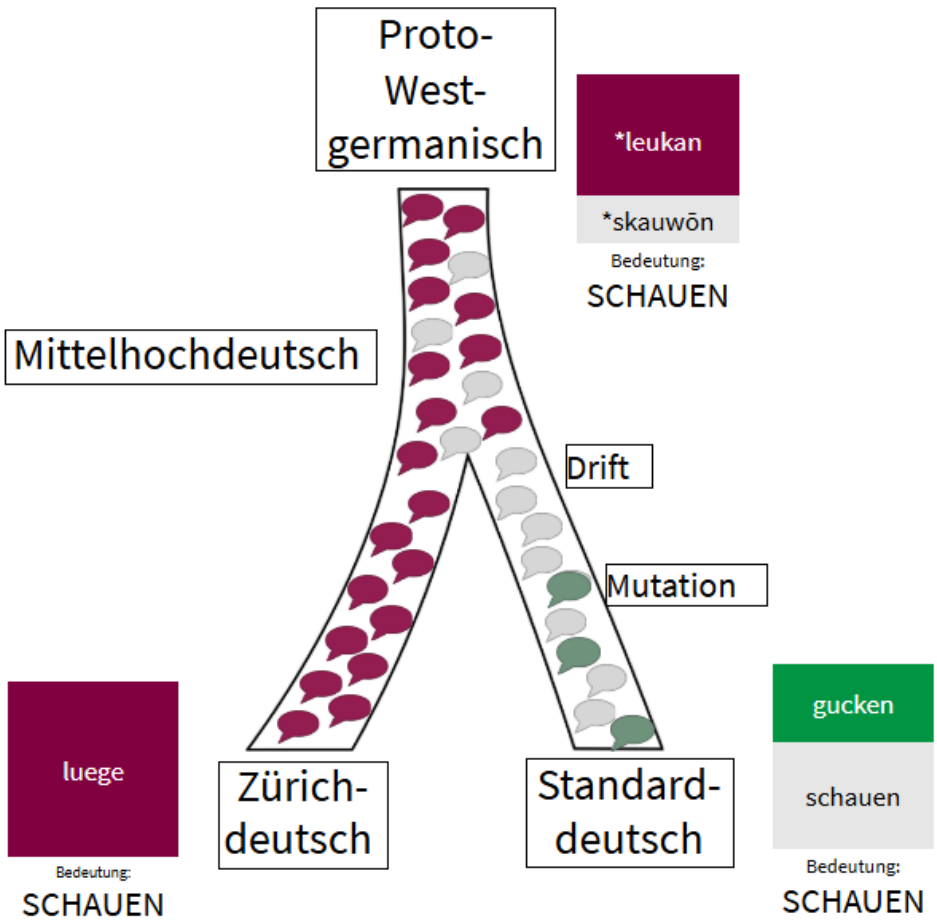 Proto-
West-
germanisch
*leukan
*skauwōn
Bedeutung:
SCHAUEN
Mittelhochdeutsch
Drift
Mutation
luege
Bedeutung:
SCHAUEN
Zürich-
deutsch
Standard-
deutsch
gucken
schauen
Bedeutung:
SCHAUEN